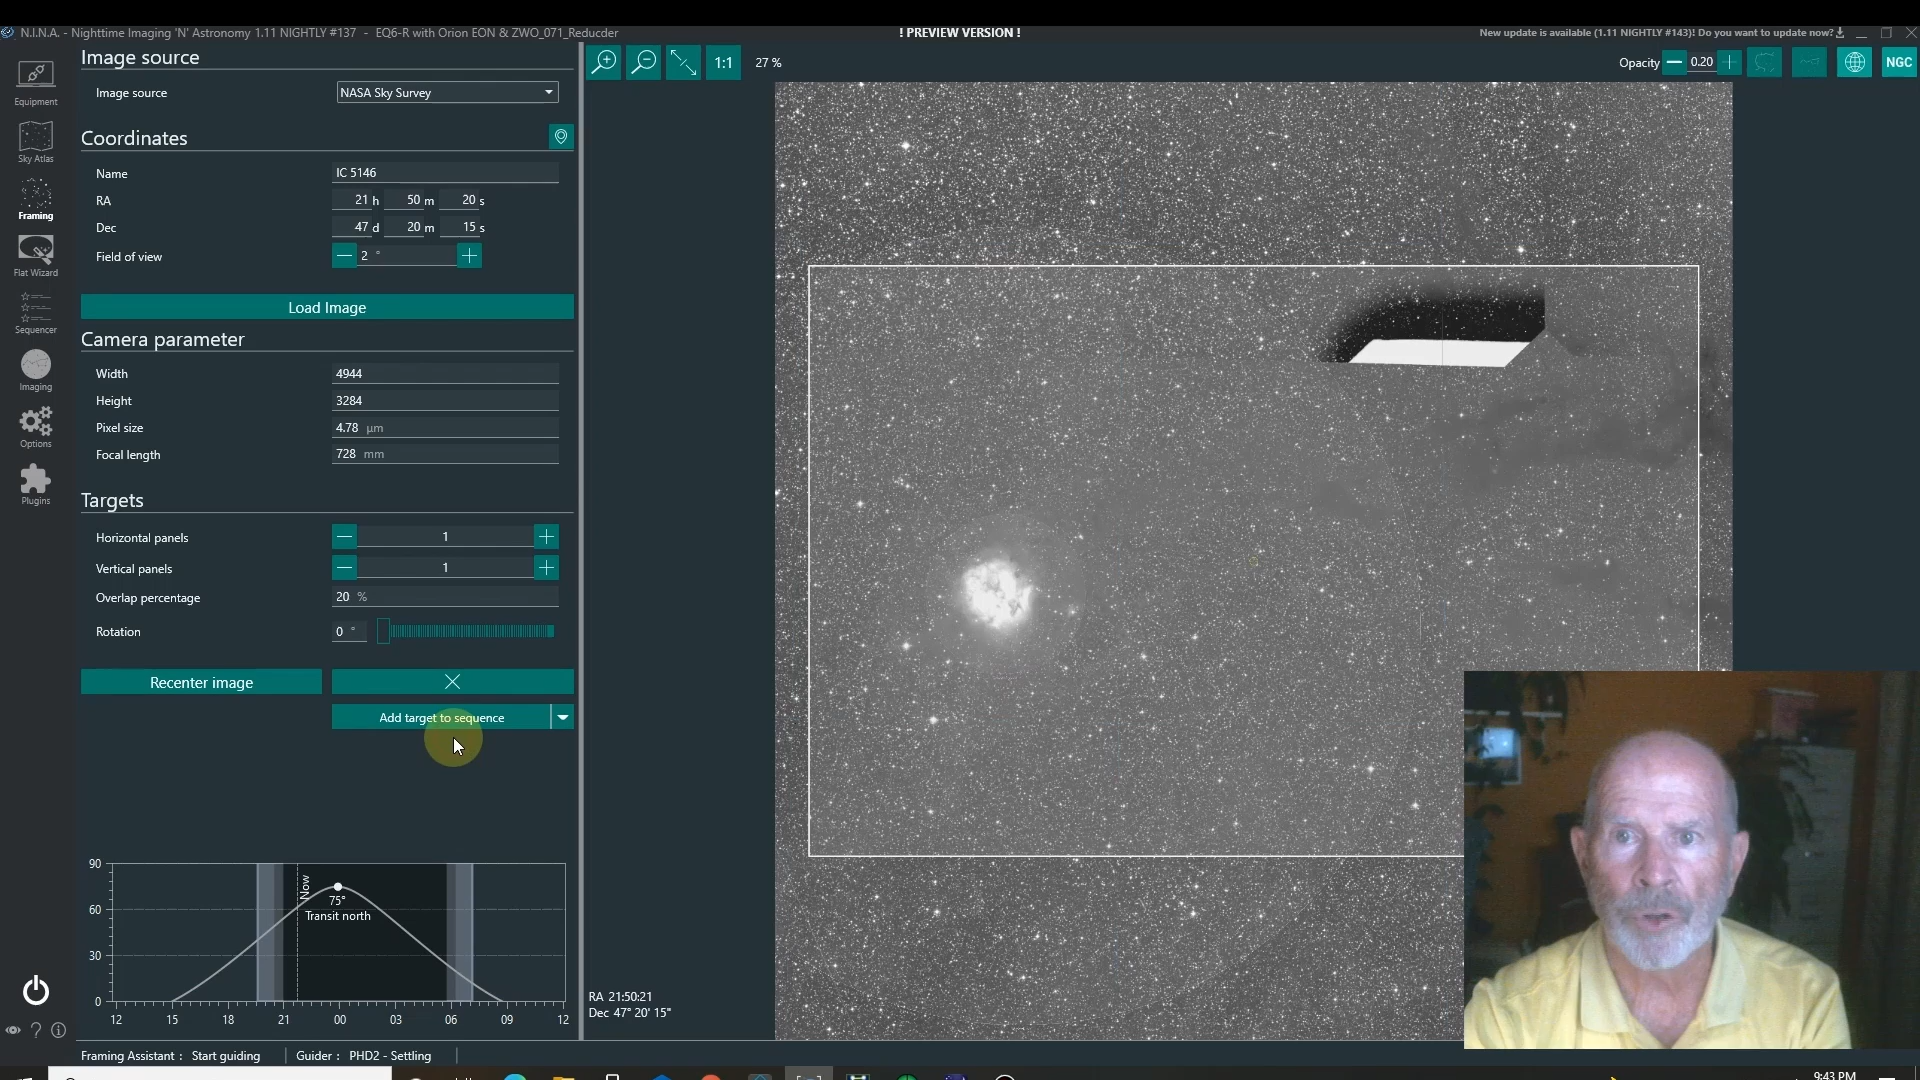 N.I.N.A. - Nighttime Imaging 'N' Astronomy 1.11 NIGHTLY #137 - EQ6-R with Orion EON & ZWO_071_Reducder
! PREVIEW VERSION !
New update is available (1.11 NIGHTLY #143)! Do you want to update now?
Equipment
Sky Atlas
Framing
Flat Wizard
Sequencer
Imaging
Options
Plugins
Image source
Image source NASA Sky Survey
Coordinates
Name IC 5146
RA 21 h 50 m 20 s
Dec 47 d 20 m 15 s
Field of view 2 °
Load Image
Camera parameter
Width 4944
Height 3284
Pixel size 4.78 µm
Focal length 728 mm
Targets
Horizontal panels 1
Vertical panels 1
Overlap percentage 20 %
Rotation 0 °
Recenter image
Add target to sequence
1:1 27 %
Opacity 0.20
NGC
90
60
30
0
Now
75°
Transit north
12 15 18 21 00 03 06 09 12
RA 21:50:21
Dec 47° 20' 15"
Framing Assistant : Start guiding Guider : PHD2 - Settling
9:43 PM